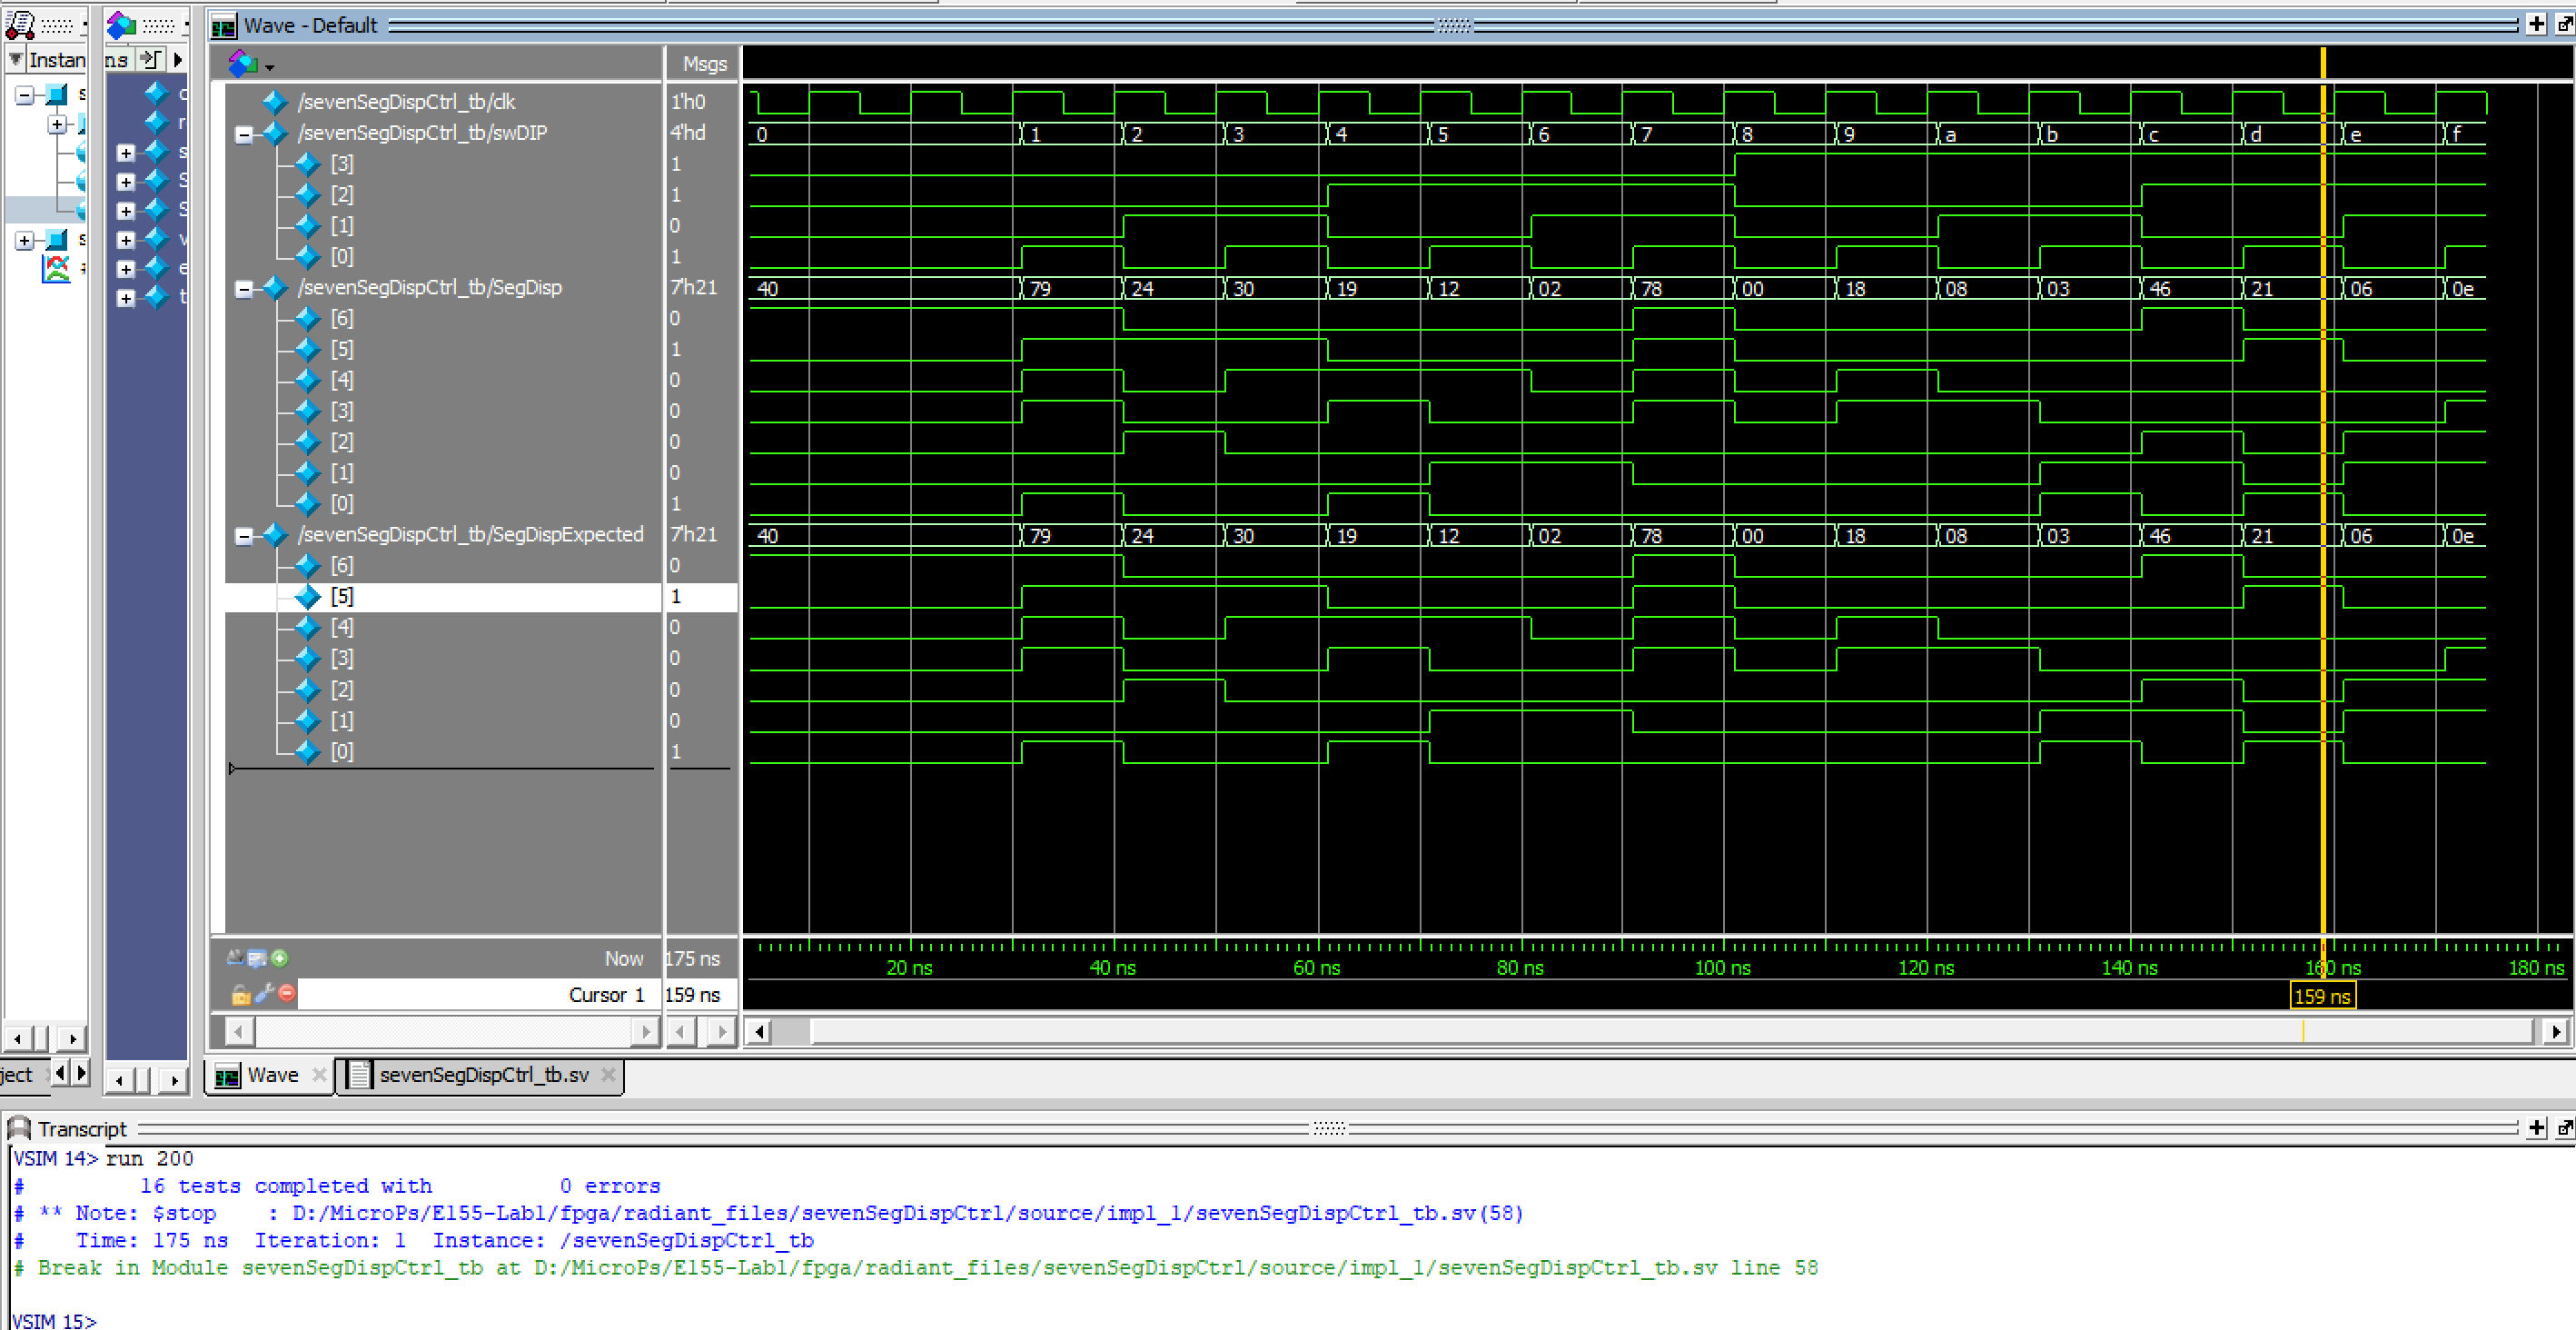 Wave - Default
Instan
ns
Msgs
/sevenSegDispCtrl_tb/clk 1'h0
/sevenSegDispCtrl_tb/swDIP 4'hd 0 1 2 3 4 5 6 7 8 9 a b c d e f
[3] 1
[2] 1
[1] 0
[0] 1
/sevenSegDispCtrl_tb/SegDisp 7'h21 40 79 24 30 19 12 02 78 00 18 08 03 46 21 06 0e
[6] 0
[5] 1
[4] 0
[3] 0
[2] 0
[1] 0
[0] 1
/sevenSegDispCtrl_tb/SegDispExpected 7'h21 40 79 24 30 19 12 02 78 00 18 08 03 46 21 06 0e
[6] 0
[5] 1
[4] 0
[3] 0
[2] 0
[1] 0
[0] 1
Now 175 ns 20 ns 40 ns 60 ns 80 ns 100 ns 120 ns 140 ns 160 ns 180 ns
Cursor 1 159 ns 159 ns
ject Wave sevenSegDispCtrl_tb.sv
Transcript
VSIM 14> run 200
# 16 tests completed with 0 errors
# ** Note: $stop : D:/MicroPs/E155-Lab1/fpga/radiant_files/sevenSegDispCtrl/source/impl_1/sevenSegDispCtrl_tb.sv(58)
# Time: 175 ns Iteration: 1 Instance: /sevenSegDispCtrl_tb
# Break in Module sevenSegDispCtrl_tb at D:/MicroPs/E155-Lab1/fpga/radiant_files/sevenSegDispCtrl/source/impl_1/sevenSegDispCtrl_tb.sv line 58
VSIM 15>